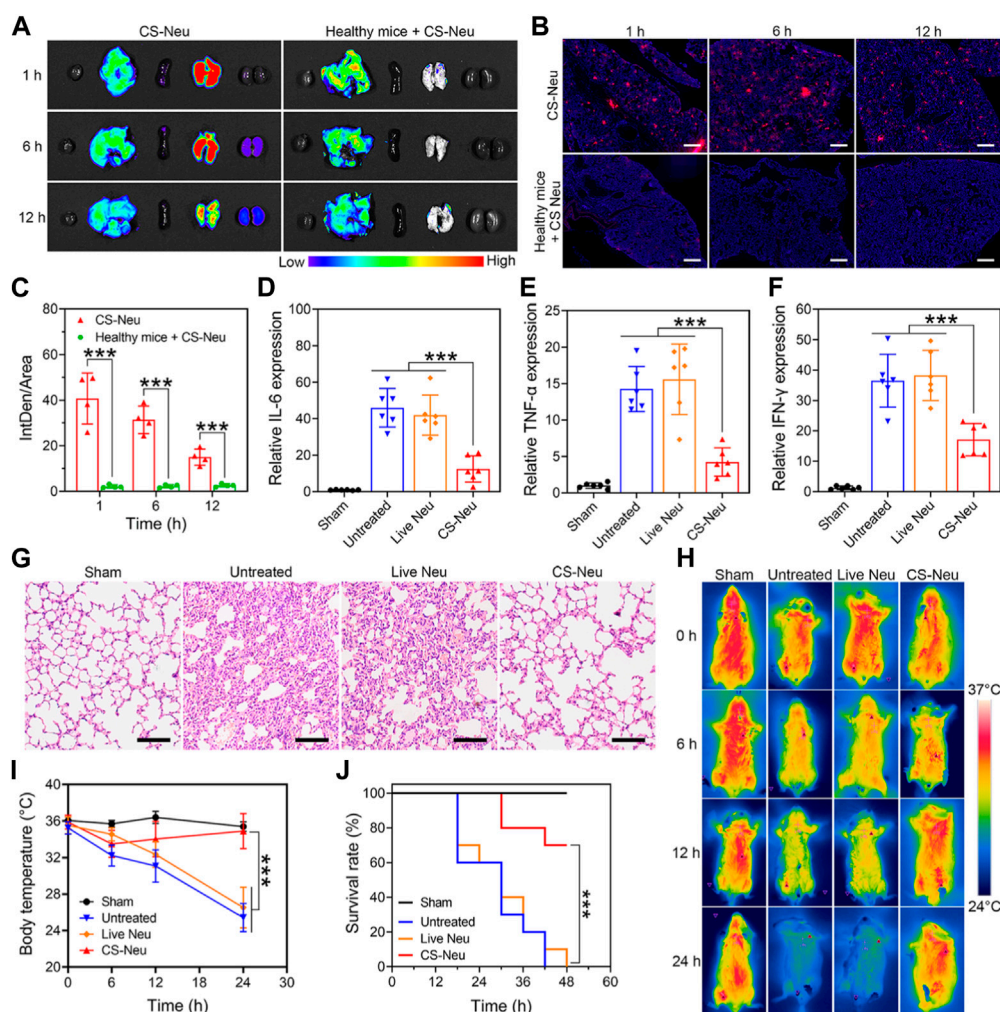 A
CS-Neu
Healthy mice + CS-Neu
1 h
6 h
12 h
Low
High
B
1 h
6 h
12 h
CS-Neu
Healthy mice
+ CS Neu
C
IntDen/Area
80
60
40
20
0
CS-Neu
Healthy mice + CS-Neu
***
***
***
1
6
12
Time (h)
D
Relative IL-6 expression
100
80
60
40
20
0
***
Sham
Untreated
Live Neu
CS-Neu
E
Relative TNF-α expression
25
20
15
10
5
0
***
Sham
Untreated
Live Neu
CS-Neu
F
Relative IFN-γ expression
60
50
40
30
20
10
0
***
Sham
Untreated
Live Neu
CS-Neu
G
Sham
Untreated
Live Neu
CS-Neu
H
Sham
Untreated
Live Neu
CS-Neu
0 h
6 h
12 h
24 h
37°C
24°C
I
Body temperature (°C)
40
36
32
28
24
21
Sham
Untreated
Live Neu
CS-Neu
***
0
6
12
18
24
30
Time (h)
J
Survival rate (%)
100
80
60
40
20
0
Sham
Untreated
Live Neu
CS-Neu
***
0
12
24
36
48
60
Time (h)